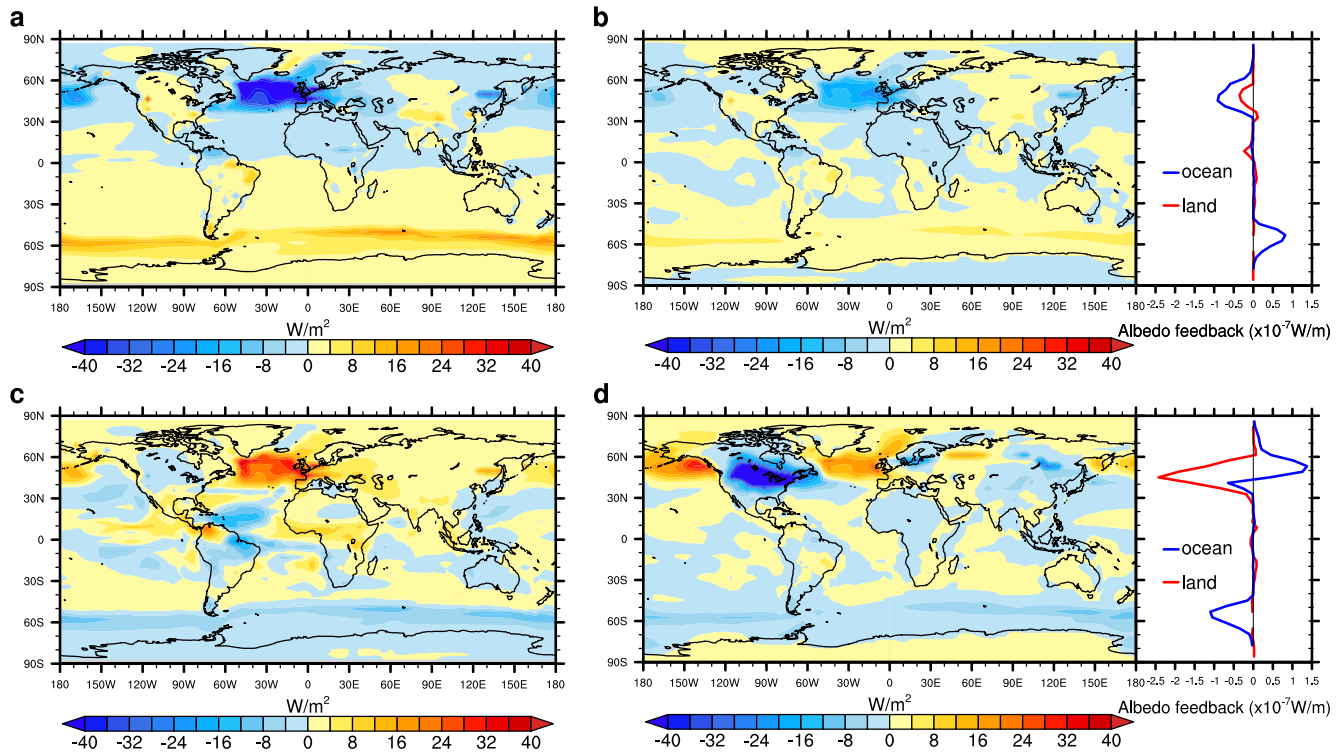 a
90N
60N
30N
0
30S
60S
90S
180 150W 120W 90W 60W 30W 0 30E 60E 90E 120E 150E 180
W/m²
-40 -32 -24 -16 -8 0 8 16 24 32 40
b
90N
60N
30N
0
30S
60S
90S
180 150W 120W 90W 60W 30W 0 30E 60E 90E 120E 150E 180
W/m²
-40 -32 -24 -16 -8 0 8 16 24 32 40
ocean
land
-2.5 -2 -1.5 -1 -0.5 0 0.5 1 1.5
Albedo feedback (x10⁻⁷W/m)
c
90N
60N
30N
0
30S
60S
90S
180 150W 120W 90W 60W 30W 0 30E 60E 90E 120E 150E 180
W/m²
-40 -32 -24 -16 -8 0 8 16 24 32 40
d
90N
60N
30N
0
30S
60S
90S
180 150W 120W 90W 60W 30W 0 30E 60E 90E 120E 150E 180
W/m²
-40 -32 -24 -16 -8 0 8 16 24 32 40
ocean
land
-2.5 -2 -1.5 -1 -0.5 0 0.5 1 1.5
Albedo feedback (x10⁻⁷W/m)